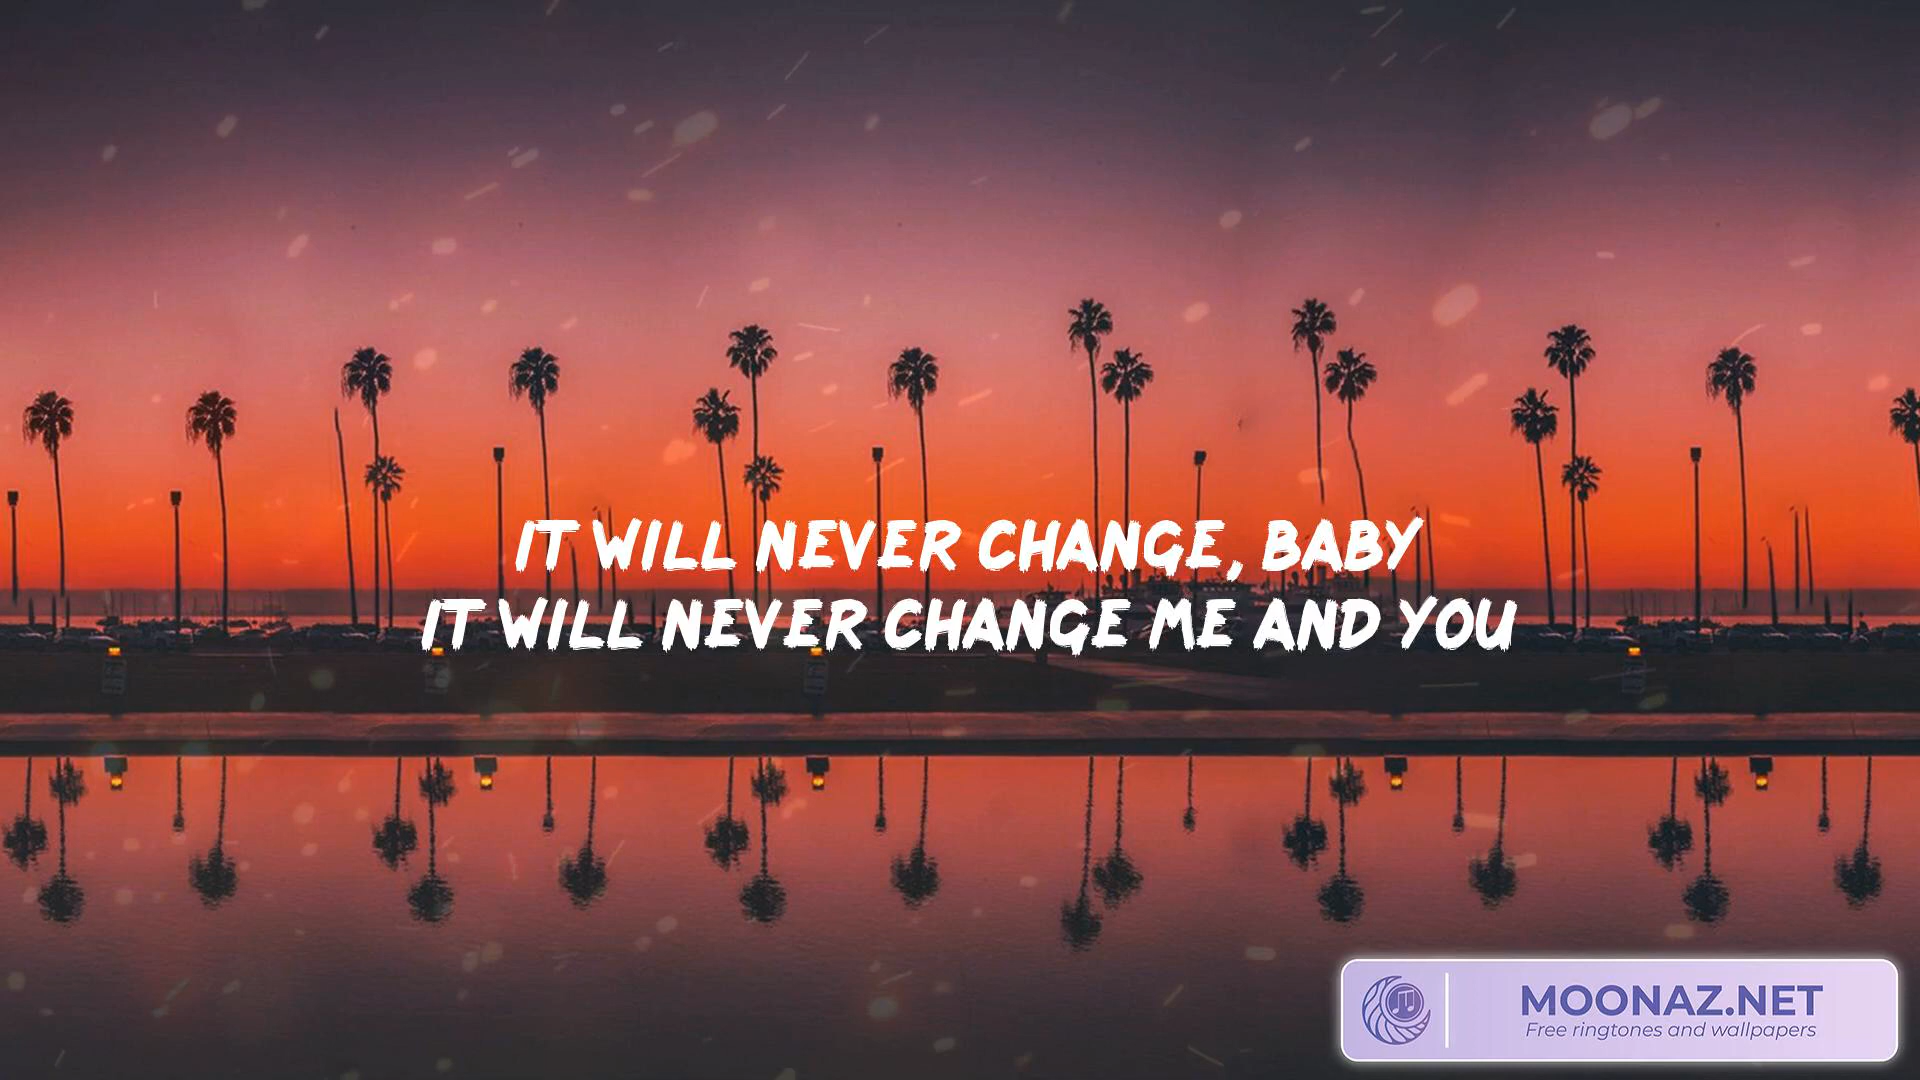 IT WILL NEVER CHANGE, BABY
IT WILL NEVER CHANGE ME AND YOU
MOONAZ.NET
Free ringtones and wallpapers